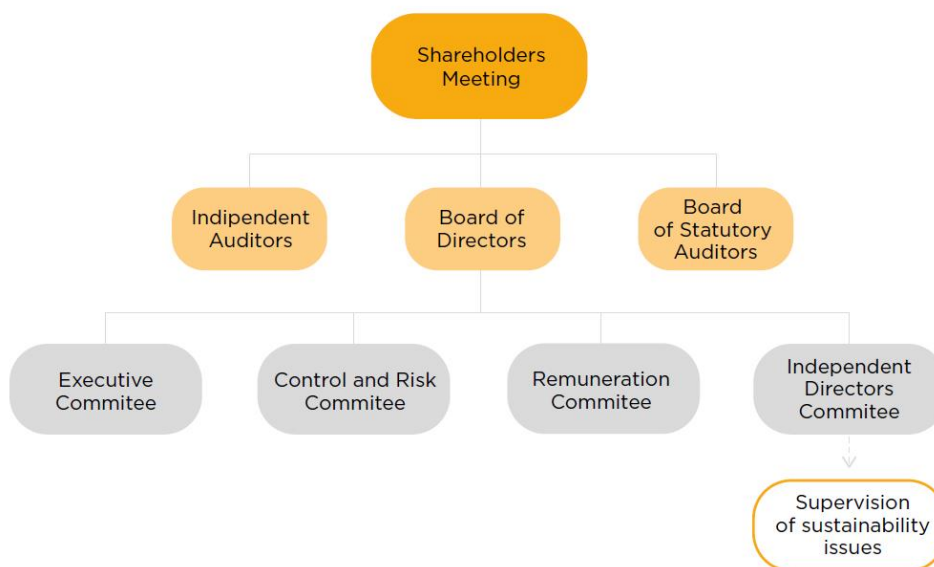 Shareholders
Meeting
Indipendent
Auditors
Board of
Directors
Board
of Statutory
Auditors
Executive
Commitee
Control and Risk
Commitee
Remuneration
Commitee
Independent
Directors
Commitee
Supervision
of sustainability
issues